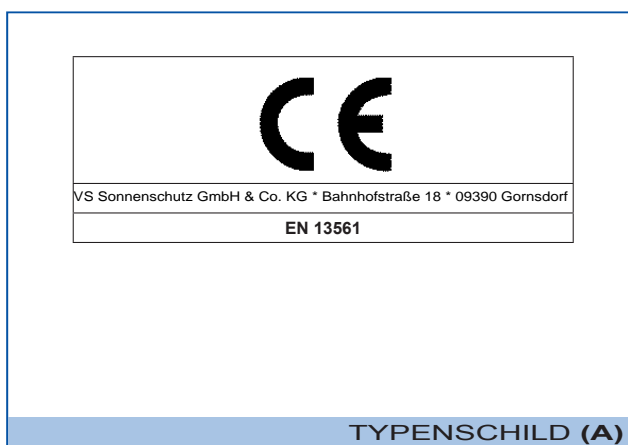 CE
VS Sonnenschutz GmbH & Co. KG * Bahnhofstraße 18 * 09390 Gornsdorf
EN 13561
TYPENSCHILD (A)